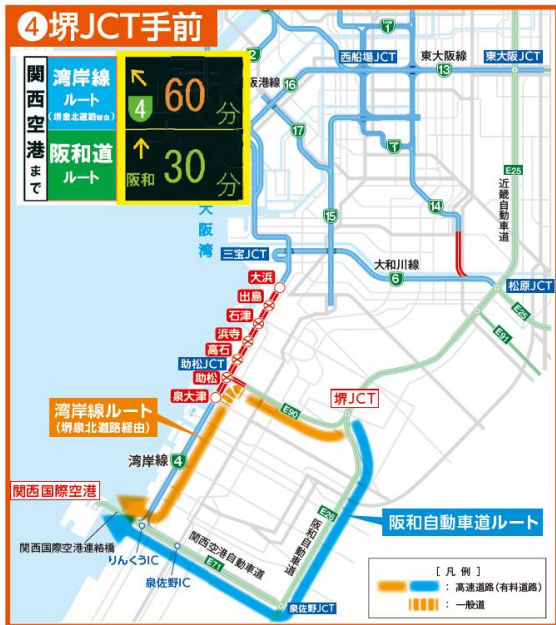 ④堺JCT手前
関西空港まで
湾岸線
ルート
(堺泉北道路経由)
4
60分
阪和道
ルート
阪和
30分
大阪湾
2
1
西船場JCT
東大阪線
東大阪JCT
13
阪港線
16
17
1
E25
近畿自動車道
15
14
三宝JCT
大和川線
6
松原JCT
大浜
出島
石津
浜寺
高石
助松JCT
助松
泉大津
E25
E91
湾岸線ルート
(堺泉北道路経由)
E90
堺JCT
湾岸線
4
関西国際空港
関西国際空港連絡橋
りんくうIC
泉佐野IC
関西空港自動車道
E71
E26
阪和自動車道
阪和自動車道ルート
泉佐野JCT
[凡例]
:高速道路(有料道路)
:一般道